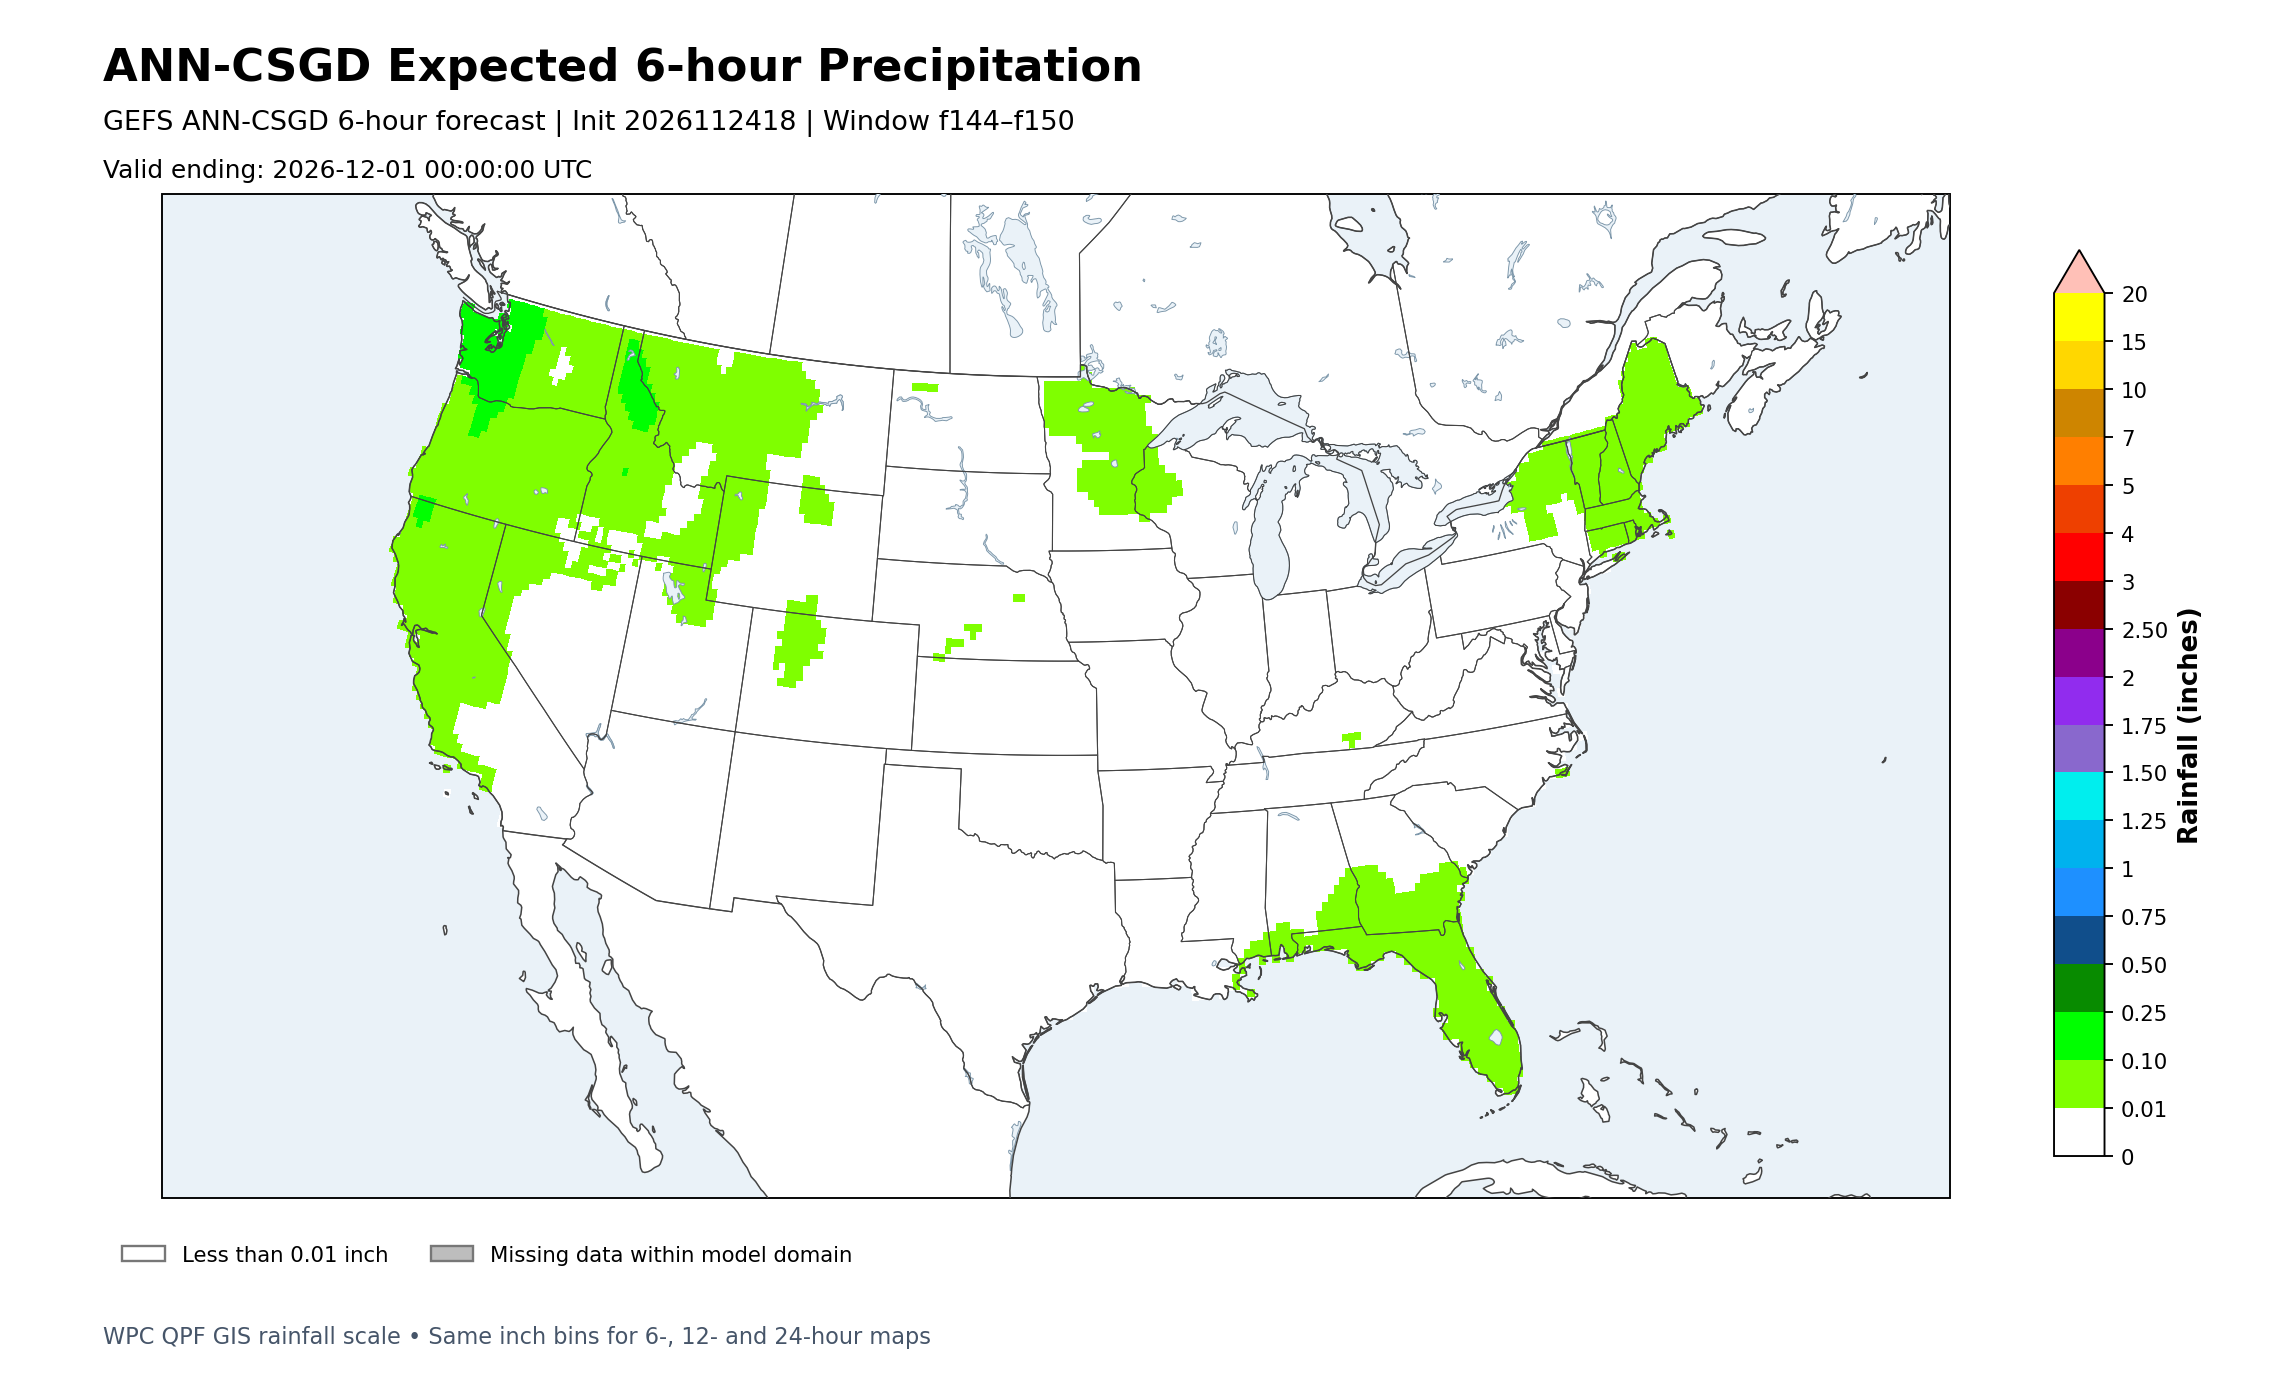 ANN-CSGD Expected 6-hour Precipitation
GEFS ANN-CSGD 6-hour forecast | Init 2026112418 | Window f144–f150
Valid ending: 2026-12-01 00:00:00 UTC
20
15
10
7
5
4
3
2.50
2
1.75
1.50
1.25
1
0.75
0.50
0.25
0.10
0.01
0
Rainfall (inches)
Less than 0.01 inch
Missing data within model domain
WPC QPF GIS rainfall scale • Same inch bins for 6-, 12- and 24-hour maps